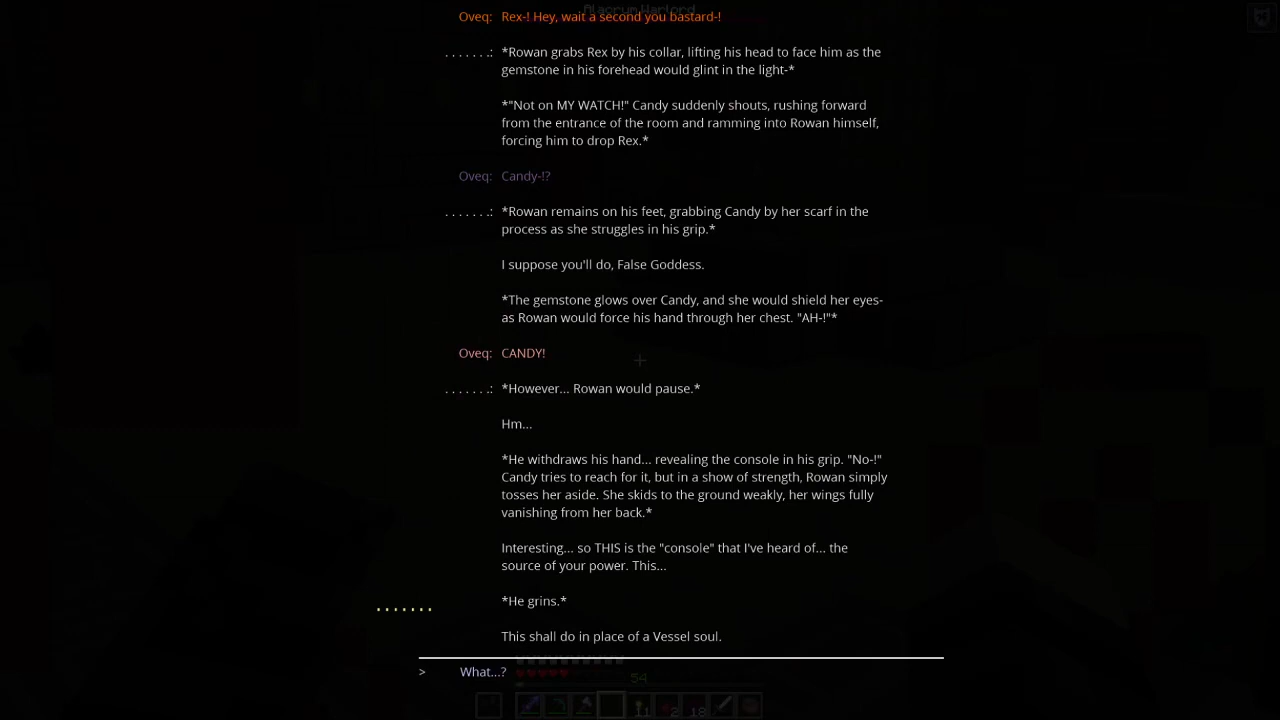 Alacrum Warlord
Oveq: Rex-! Hey, wait a second you bastard-!
. . . . . . .: *Rowan grabs Rex by his collar, lifting his head to face him as the
gemstone in his forehead would glint in the light-*
*"Not on MY WATCH!" Candy suddenly shouts, rushing forward
from the entrance of the room and ramming into Rowan himself,
forcing him to drop Rex.*
Oveq: Candy-!?
. . . . . . .: *Rowan remains on his feet, grabbing Candy by her scarf in the
process as she struggles in his grip.*
I suppose you'll do, False Goddess.
*The gemstone glows over Candy, and she would shield her eyes-
as Rowan would force his hand through her chest. "AH-!"*
Oveq: CANDY!
. . . . . . .: *However... Rowan would pause.*
Hm...
*He withdraws his hand... revealing the console in his grip. "No-!"
Candy tries to reach for it, but in a show of strength, Rowan simply
tosses her aside. She skids to the ground weakly, her wings fully
vanishing from her back.*
Interesting... so THIS is the "console" that I've heard of... the
source of your power. This...
*He grins.*
. . . . . . .
This shall do in place of a Vessel soul.
> What...?
54
11 2 18